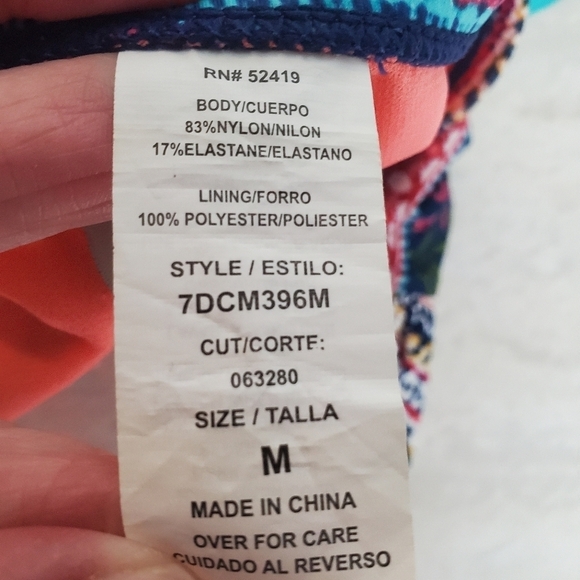 RN# 52419
BODY/CUERPO
83%NYLON/NILON
17%ELASTANE/ELASTANO
LINING/FORRO
100% POLYESTER/POLIESTER
STYLE / ESTILO:
7DCM396M
CUT/CORTE:
063280
SIZE / TALLA
M
MADE IN CHINA
OVER FOR CARE
CUIDADO AL REVERSO